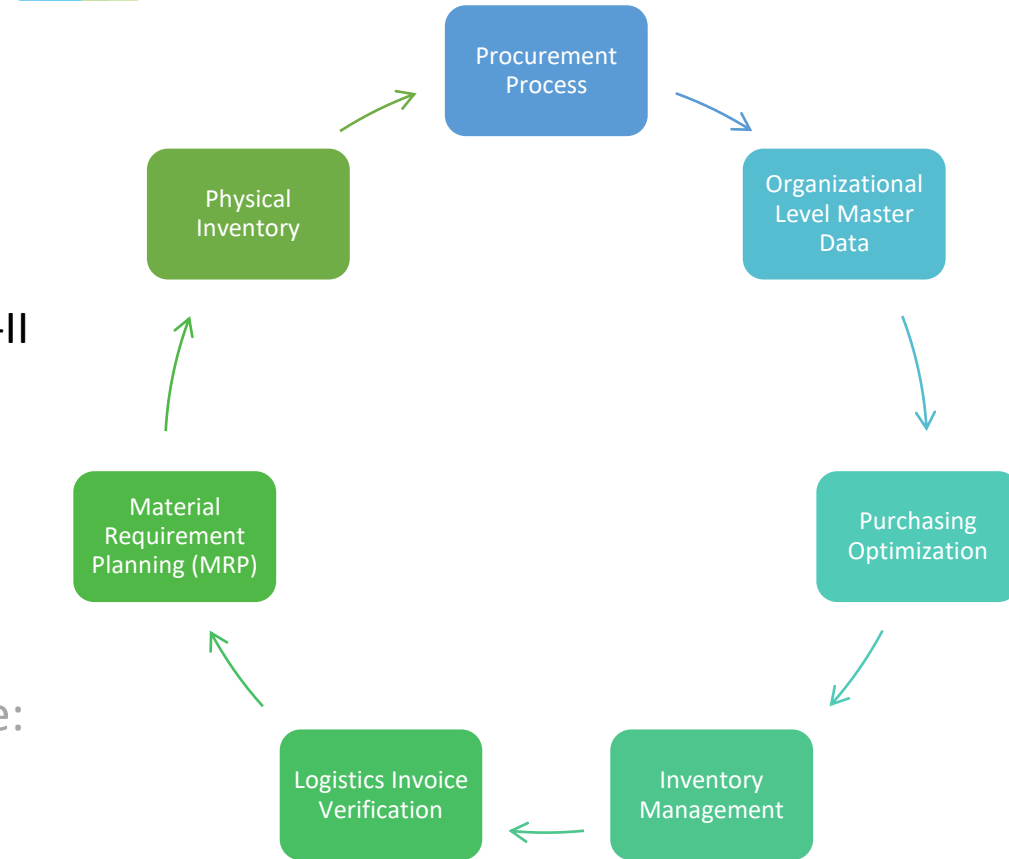 Procurement
Process
Organizational
Level Master
Data
Purchasing
Optimization
Inventory
Management
Logistics Invoice
Verification
Material
Requirement
Planning (MRP)
Physical
Inventory
-II
e: